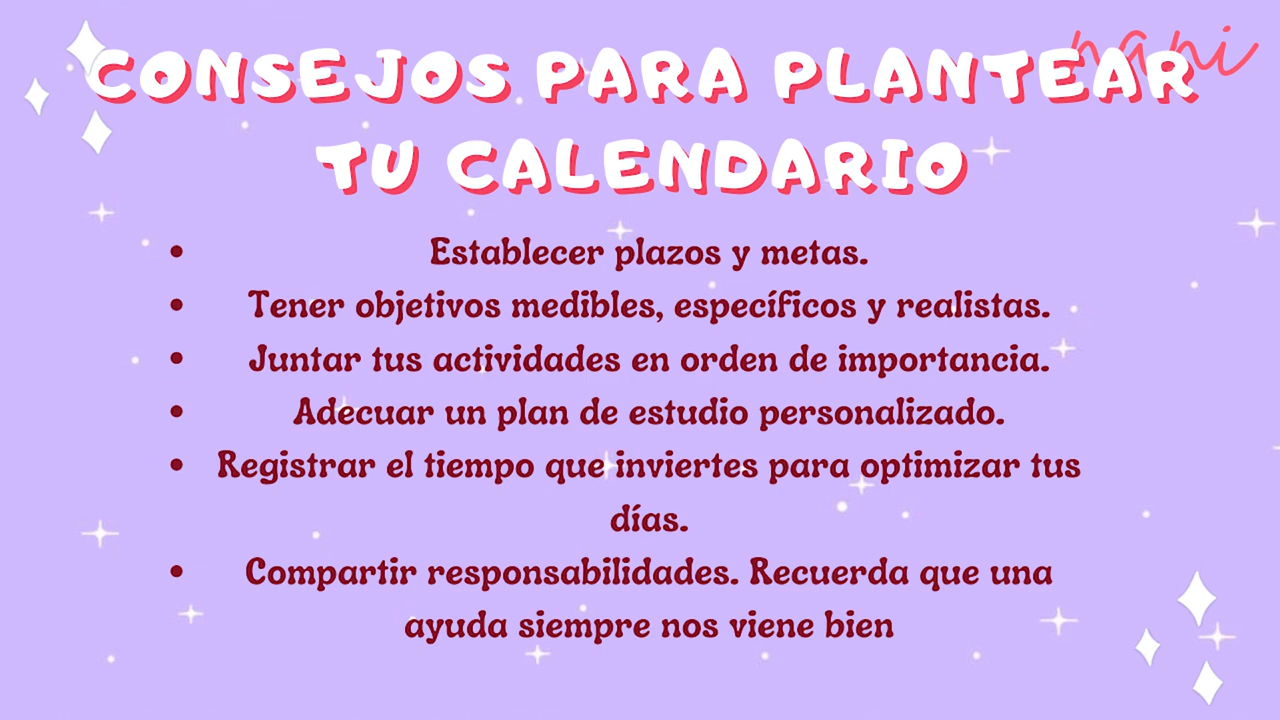 nani
CONSEJOS PARA PLANTEAR
TU CALENDARIO
• Establecer plazos y metas.
• Tener objetivos medibles, específicos y realistas.
• Juntar tus actividades en orden de importancia.
• Adecuar un plan de estudio personalizado.
• Registrar el tiempo que inviertes para optimizar tus
días.
• Compartir responsabilidades. Recuerda que una
ayuda siempre nos viene bien